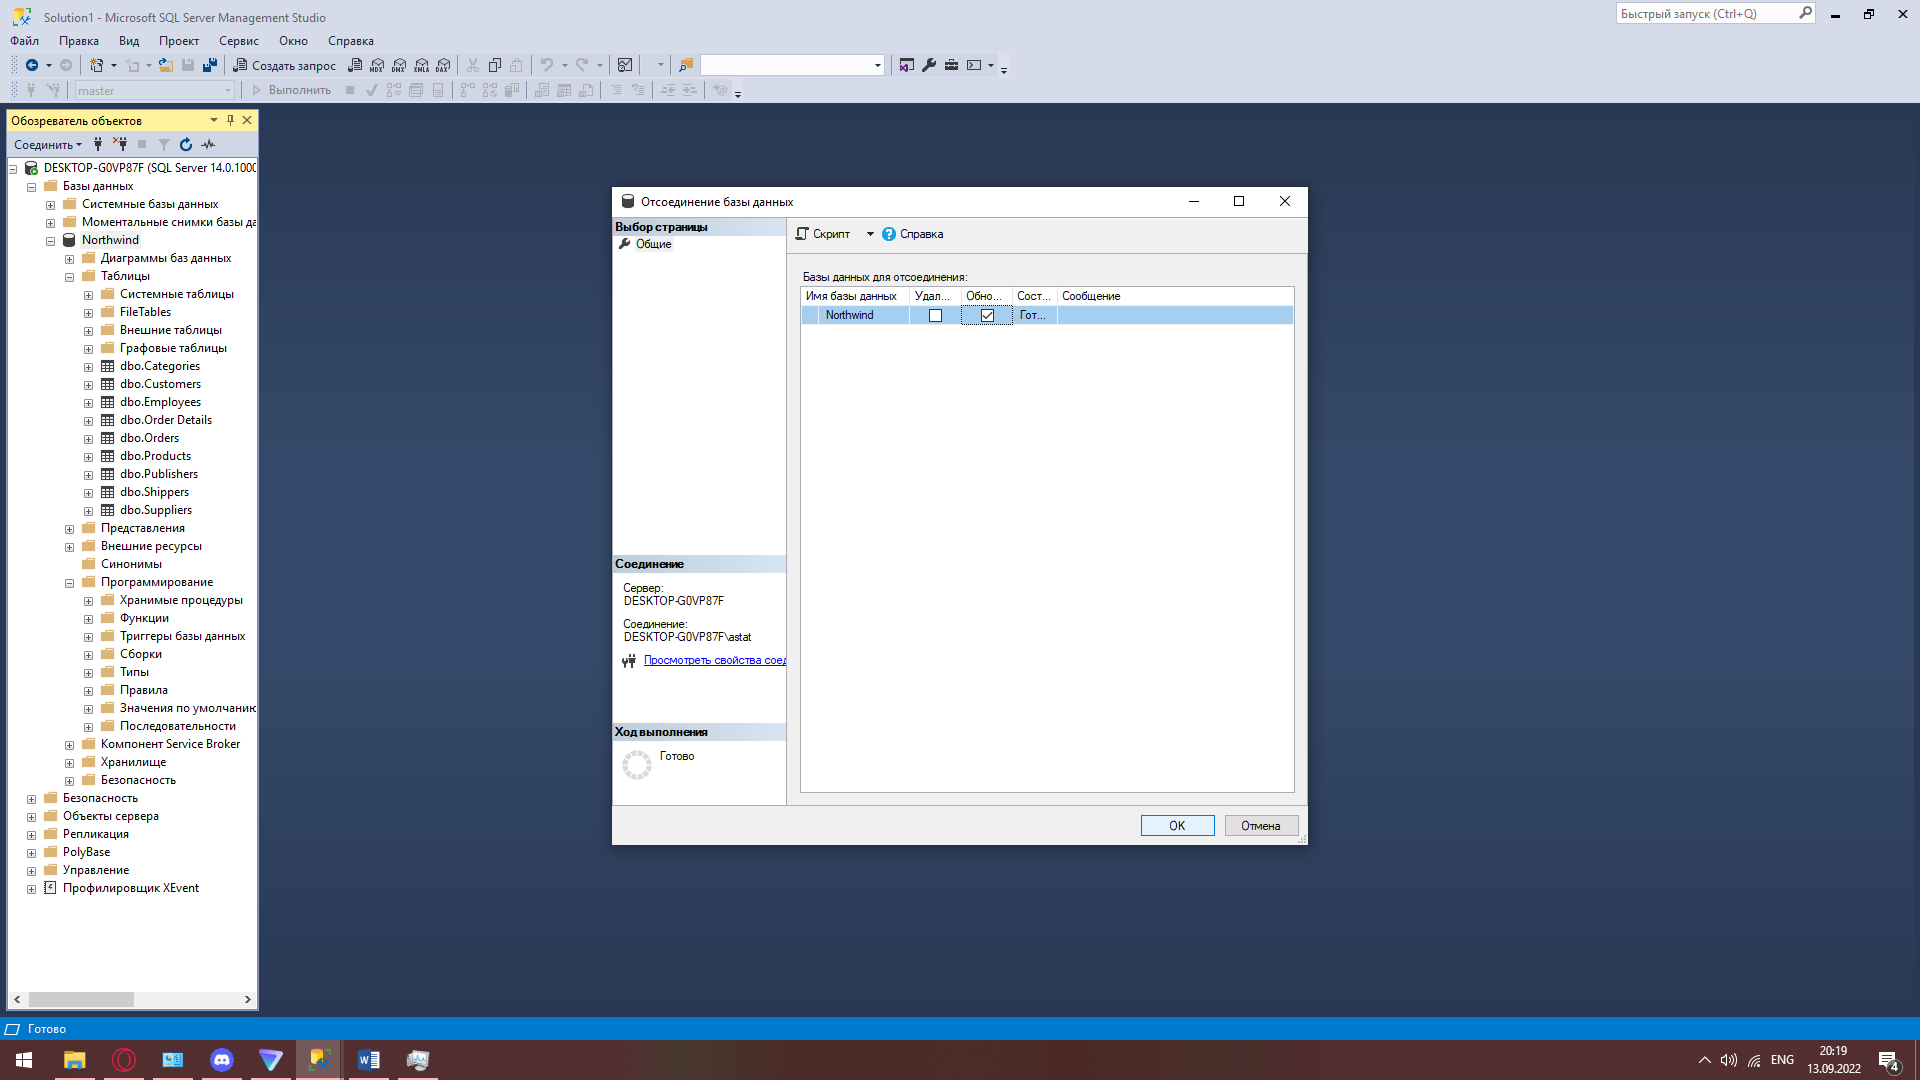 Solution1 - Microsoft SQL Server Management Studio
Быстрый запуск (Ctrl+Q)
Файл Правка Вид Проект Сервис Окно Справка
Создать запрос MDX DMX XMLA DAX
master Выполнить
Обозреватель объектов
Соединить
DESKTOP-G0VP87F (SQL Server 14.0.1000
Базы данных
Системные базы данных
Моментальные снимки базы да
Northwind
Диаграммы баз данных
Таблицы
Системные таблицы
FileTables
Внешние таблицы
Графовые таблицы
dbo.Categories
dbo.Customers
dbo.Employees
dbo.Order Details
dbo.Orders
dbo.Products
dbo.Publishers
dbo.Shippers
dbo.Suppliers
Представления
Внешние ресурсы
Синонимы
Программирование
Хранимые процедуры
Функции
Триггеры базы данных
Сборки
Типы
Правила
Значения по умолчанию
Последовательности
Компонент Service Broker
Хранилище
Безопасность
Безопасность
Объекты сервера
Репликация
PolyBase
Управление
Профилировщик XEvent
Отсоединение базы данных
Выбор страницы
Общие
Скрипт Справка
Базы данных для отсоединения:
Имя базы данных Удал... Обно... Сост... Сообщение
Northwind Гот...
Соединение
Сервер:
DESKTOP-G0VP87F
Соединение:
DESKTOP-G0VP87F\astat
Просмотреть свойства соед
Ход выполнения
Готово
OK Отмена
Готово
ENG
20:19
13.09.2022
4